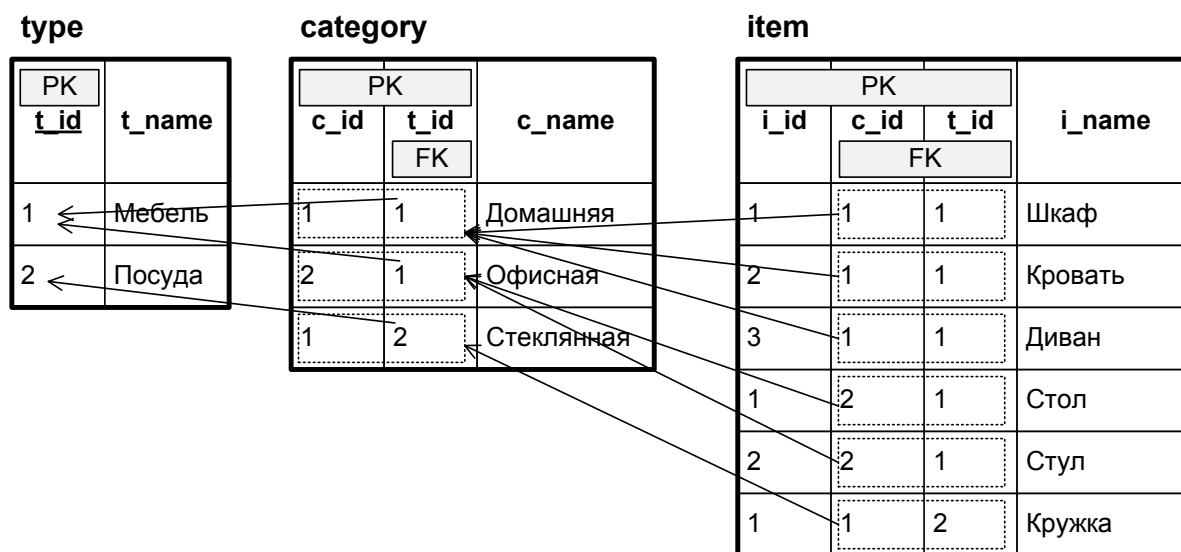 type category item
PK PK PK
t_id t_name c_id t_id c_name i_id c_id t_id i_name
FK FK
1 Мебель 1 1 Домашняя 1 1 1 Шкаф
2 Посуда 2 1 Офисная 2 1 1 Кровать
1 2 Стеклянная 3 1 1 Диван
1 2 1 Стол
2 2 1 Стул
1 1 2 Кружка